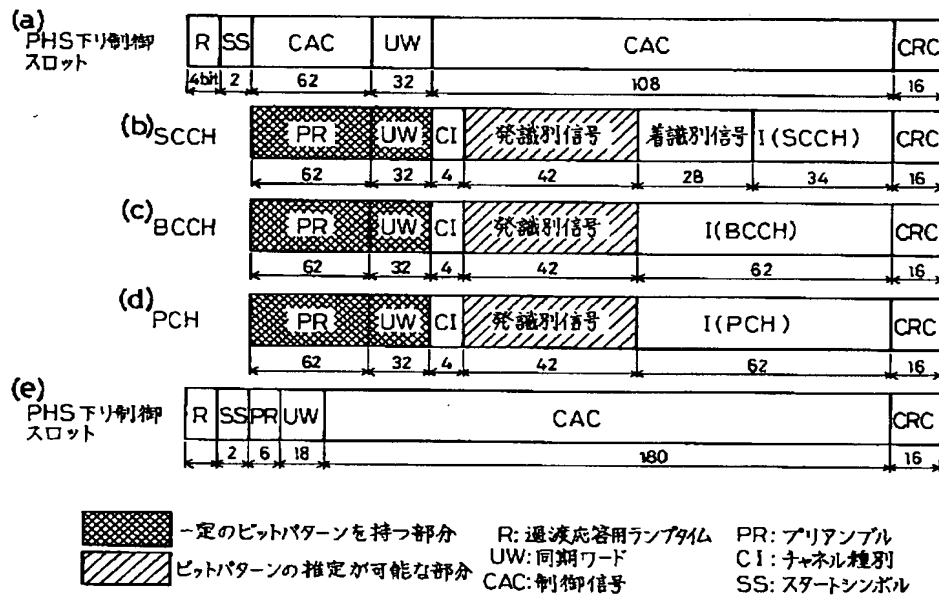 (a)
PHS下り制御
スロット
R SS CAC UW CAC CRC
4bit 2 62 32 108 16
(b) SCCH
PR UW CI 発識別信号 着識別信号 I(SCCH) CRC
62 32 4 42 28 34 16
(c) BCCH
PR UW CI 発識別信号 I(BCCH) CRC
62 32 4 42 62 16
(d) PCH
PR UW CI 発識別信号 I(PCH) CRC
62 32 4 42 62 16
(e)
PHS下り制御
スロット
R SS PR UW CAC CRC
2 6 18 180 16
一定のビットパターンを持つ部分
ビットパターンの推定が可能な部分
R: 過渡応答用ランプタイム
UW: 同期ワード
CAC: 制御信号
PR: プリアンブル
CI: チャネル種別
SS: スタートシンボル